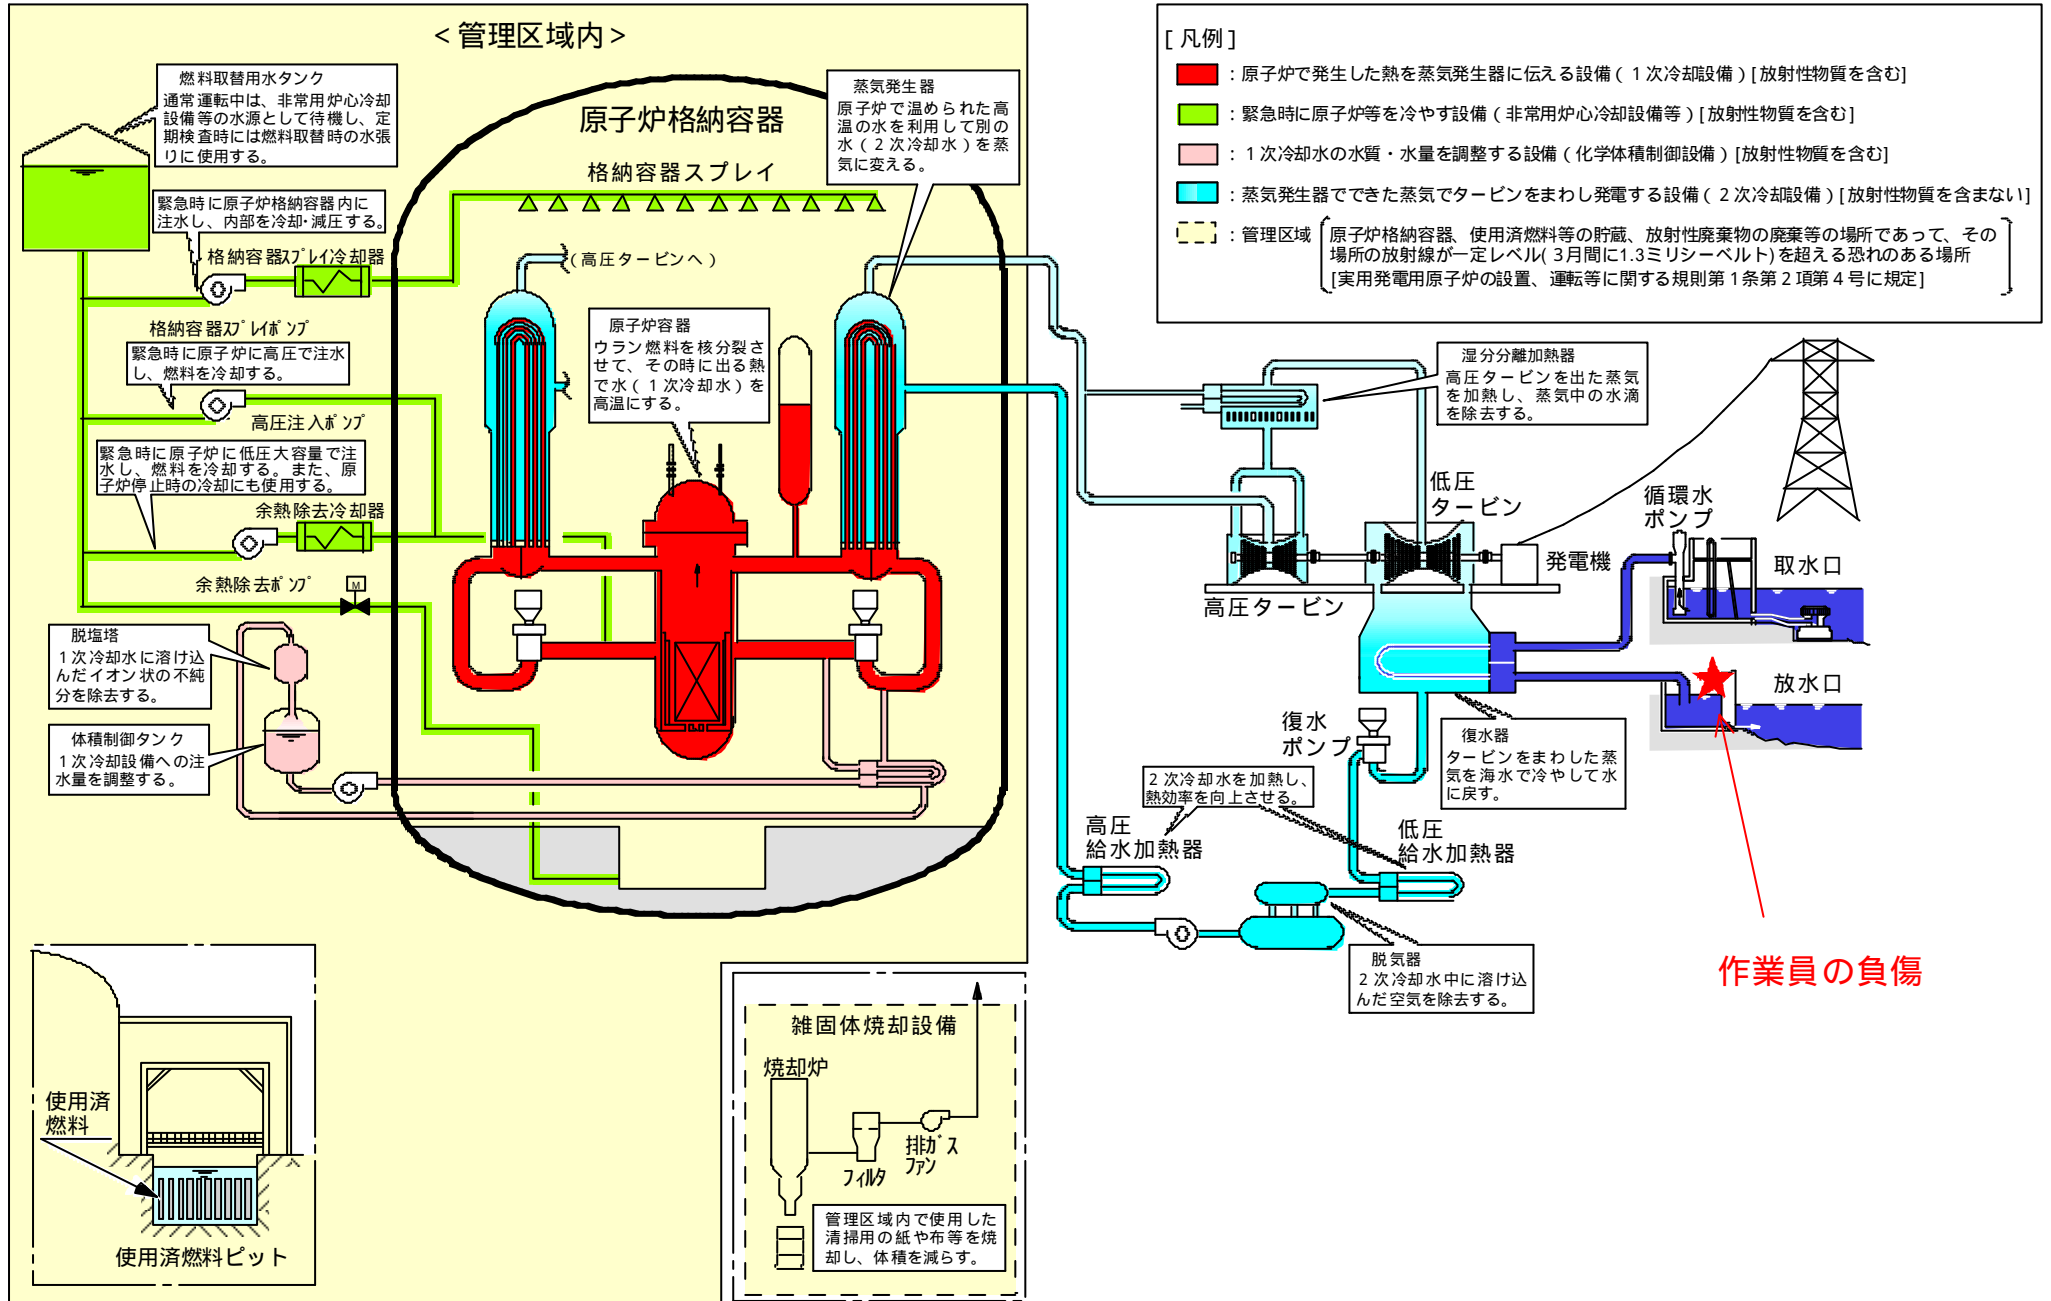 <管理区域内>
燃料取替用水タンク
通常運転中は、非常用炉心冷却
設備等の水源として待機し、定
期検査時には燃料取替時の水張
りに使用する。
緊急時に原子炉格納容器内に
注水し、内部を冷却・減圧する。
格納容器スプレイ冷却器
格納容器スプレイポンプ
緊急時に原子炉に高圧で注水
し、燃料を冷却する。
高圧注入ポンプ
緊急時に原子炉に低圧大容量で注
水し、燃料を冷却する。また、原
子炉停止時の冷却にも使用する。
余熱除去冷却器
余熱除去ポンプ
M
脱塩塔
1次冷却水に溶け込
んだイオン状の不純
分を除去する。
体積制御タンク
1次冷却設備への注
水量を調整する。
原子炉格納容器
格納容器スプレイ
(高圧タービンへ)
蒸気発生器
原子炉で温められた高
温の水を利用して別の
水(2次冷却水)を蒸
気に変える。
原子炉容器
ウラン燃料を核分裂さ
せて、その時に出る熱
で水(1次冷却水)を
高温にする。
使用済
燃料
使用済燃料ピット
雑固体焼却設備
焼却炉
フィルタ
排ガス
ファン
管理区域内で使用した
清掃用の紙や布等を焼
却し、体積を減らす。
[凡例]
:原子炉で発生した熱を蒸気発生器に伝える設備(1次冷却設備)[放射性物質を含む]
:緊急時に原子炉等を冷やす設備(非常用炉心冷却設備等)[放射性物質を含む]
:1次冷却水の水質・水量を調整する設備(化学体積制御設備)[放射性物質を含む]
:蒸気発生器でできた蒸気でタービンをまわし発電する設備(2次冷却設備)[放射性物質を含まない]
:管理区域 原子炉格納容器、使用済燃料等の貯蔵、放射性廃棄物の廃棄等の場所であって、その
場所の放射線が一定レベル(3月間に1.3ミリシーベルト)を超える恐れのある場所
[実用発電用原子炉の設置、運転等に関する規則第1条第2項第4号に規定]
湿分分離加熱器
高圧タービンを出た蒸気
を加熱し、蒸気中の水滴
を除去する。
低圧
タービン
高圧タービン
発電機
循環水
ポンプ
取水口
放水口
復水
ポンプ
復水器
タービンをまわした蒸
気を海水で冷やして水
に戻す。
2次冷却水を加熱し、
熱効率を向上させる。
高圧
給水加熱器
低圧
給水加熱器
脱気器
2次冷却水中に溶け込
んだ空気を除去する。
作業員の負傷